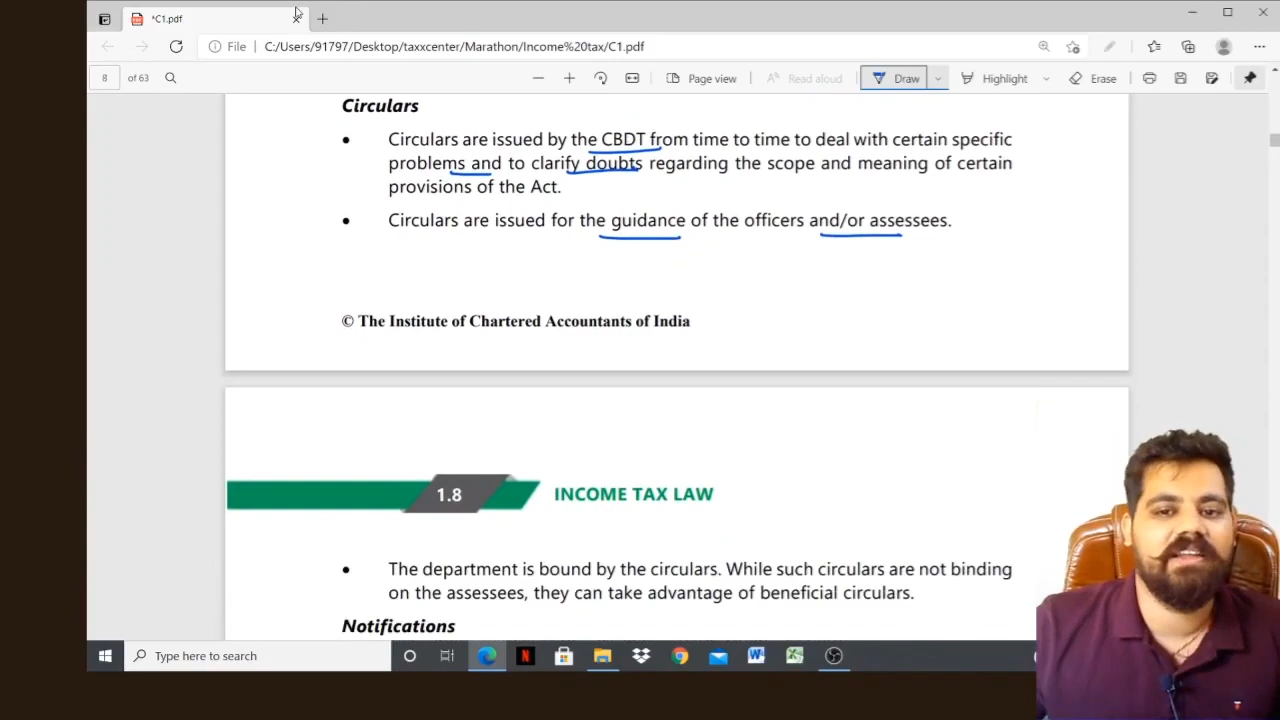 *C1.pdf
File
C:/Users/91797/Desktop/taxxcenter/Marathon/Income%20tax/C1.pdf
8 of 63
Page view
Read aloud
Draw
Highlight
Erase
Circulars
• Circulars are issued by the CBDT from time to time to deal with certain specific
problems and to clarify doubts regarding the scope and meaning of certain
provisions of the Act.
• Circulars are issued for the guidance of the officers and/or assessees.
© The Institute of Chartered Accountants of India
1.8 INCOME TAX LAW
• The department is bound by the circulars. While such circulars are not binding
on the assessees, they can take advantage of beneficial circulars.
Notifications
Type here to search